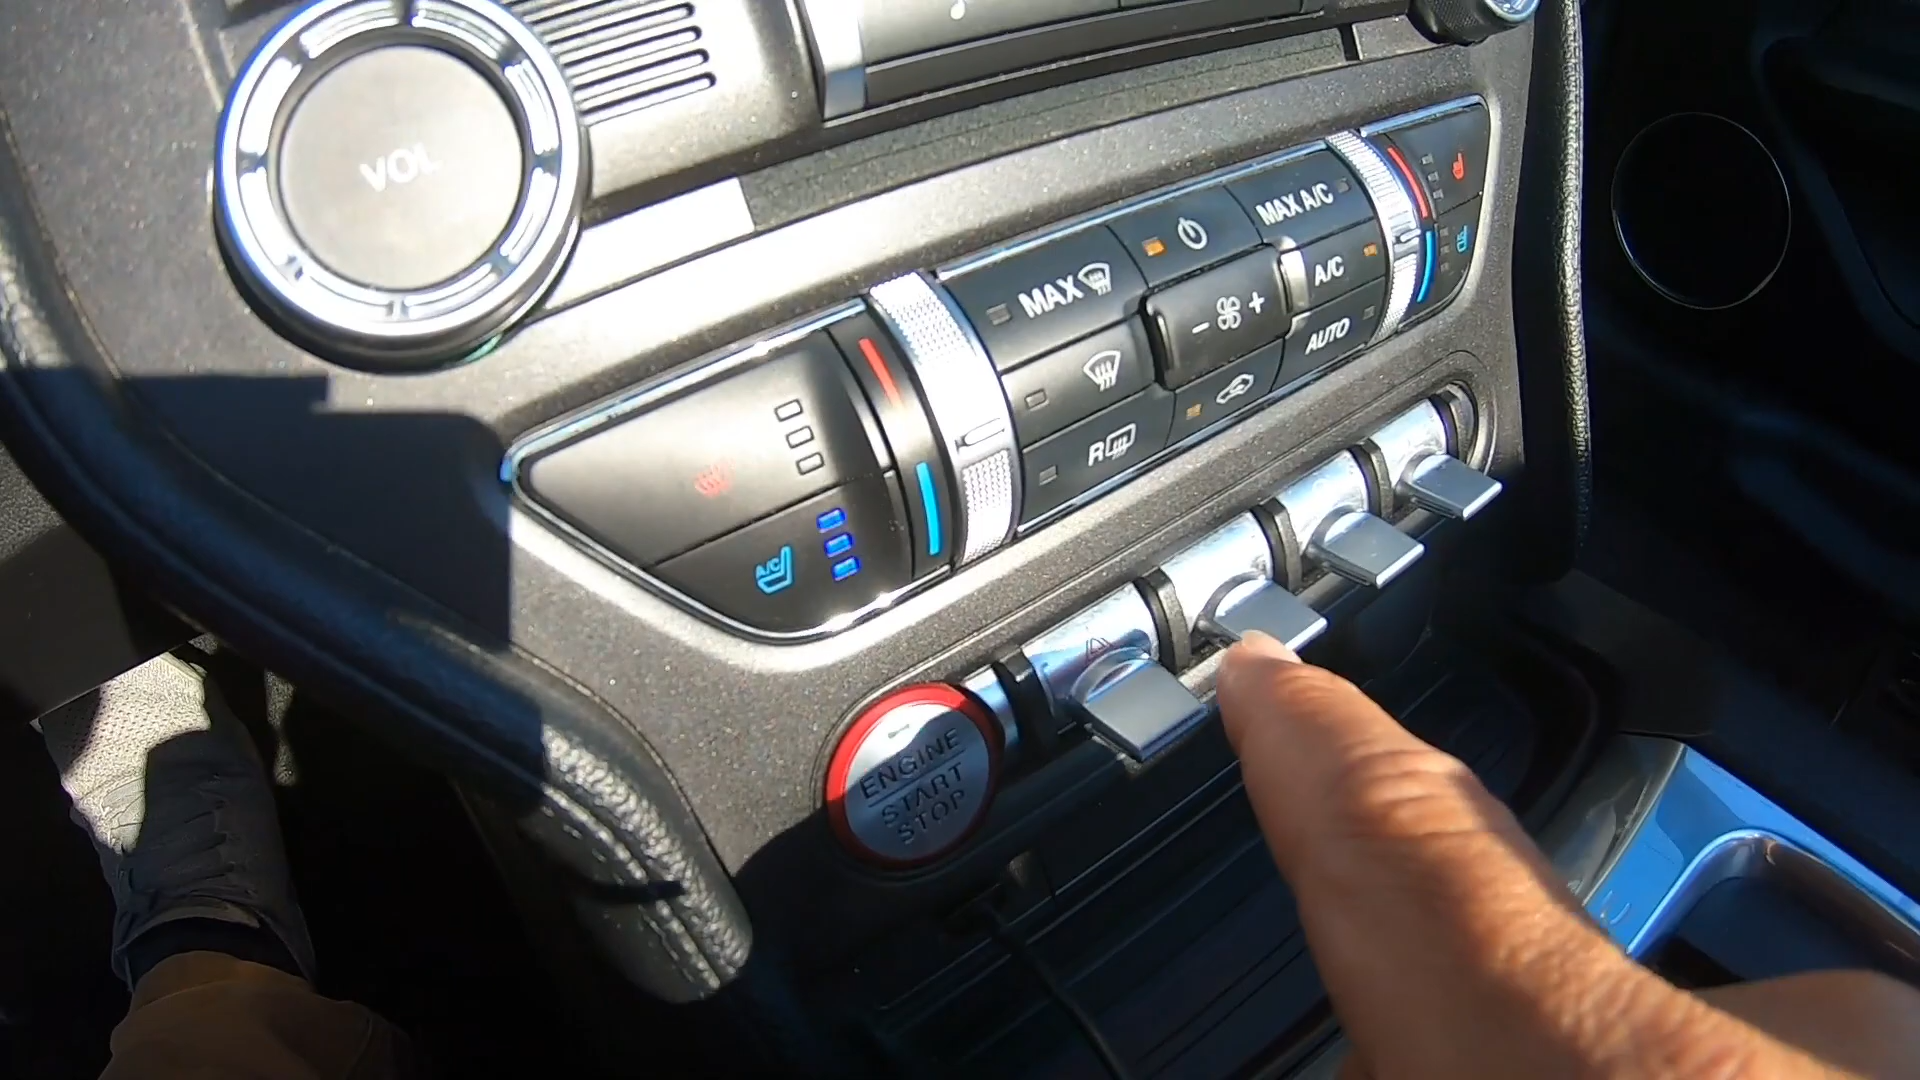 VOL
MAX A/C
MAX
A/C
- +
AUTO
R
A/C
ENGINE
START
STOP